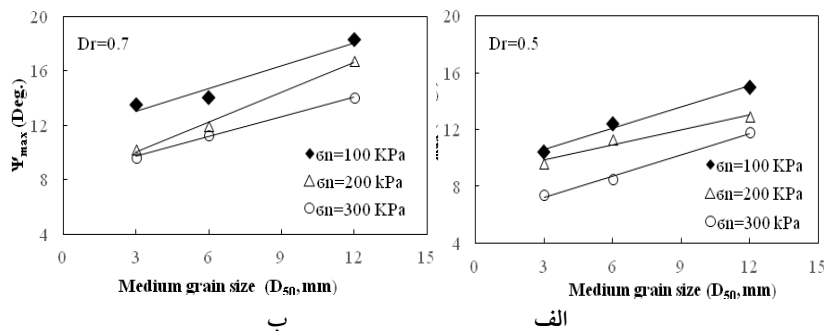 20
16
12
8
4
Ψmax (Deg.)
Dr=0.7
σn=100 KPa
σn=200 kPa
σn=300 KPa
0 3 6 9 12 15
Medium grain size (D50, mm)
ب
20
16
12
8
4
Dr=0.5
σn=100 KPa
σn=200 KPa
σn=300 kPa
0 3 6 9 12 15
Medium grain size (D50, mm)
الف